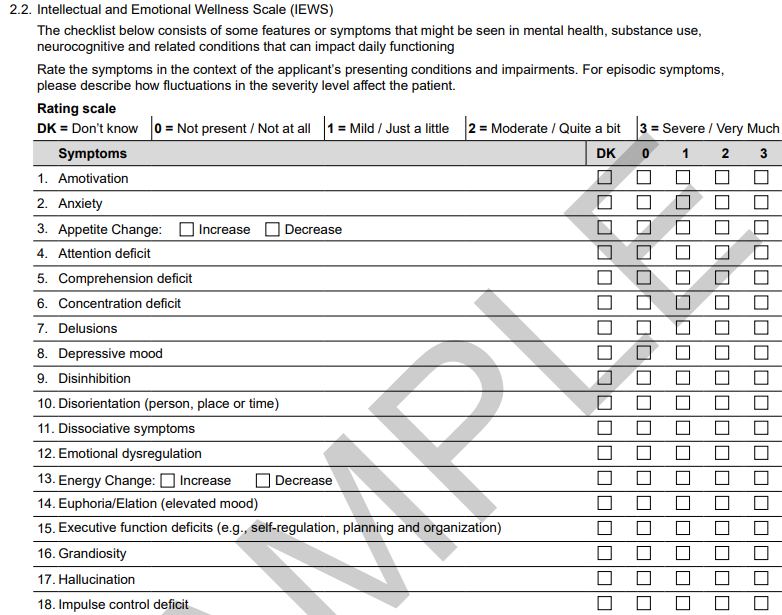 2.2. Intellectual and Emotional Wellness Scale (IEWS)
The checklist below consists of some features or symptoms that might be seen in mental health, substance use,
neurocognitive and related conditions that can impact daily functioning
Rate the symptoms in the context of the applicant's presenting conditions and impairments. For episodic symptoms,
please describe how fluctuations in the severity level affect the patient.
Rating scale
DK = Don't know 0 = Not present / Not at all 1 = Mild / Just a little 2 = Moderate / Quite a bit 3 = Severe / Very Much
Symptoms DK 0 1 2 3
1. Amotivation
2. Anxiety
3. Appetite Change: Increase Decrease
4. Attention deficit
5. Comprehension deficit
6. Concentration deficit
7. Delusions
8. Depressive mood
9. Disinhibition
10. Disorientation (person, place or time)
11. Dissociative symptoms
12. Emotional dysregulation
13. Energy Change: Increase Decrease
14. Euphoria/Elation (elevated mood)
15. Executive function deficits (e.g., self-regulation, planning and organization)
16. Grandiosity
17. Hallucination
18. Impulse control deficit
AMPLE